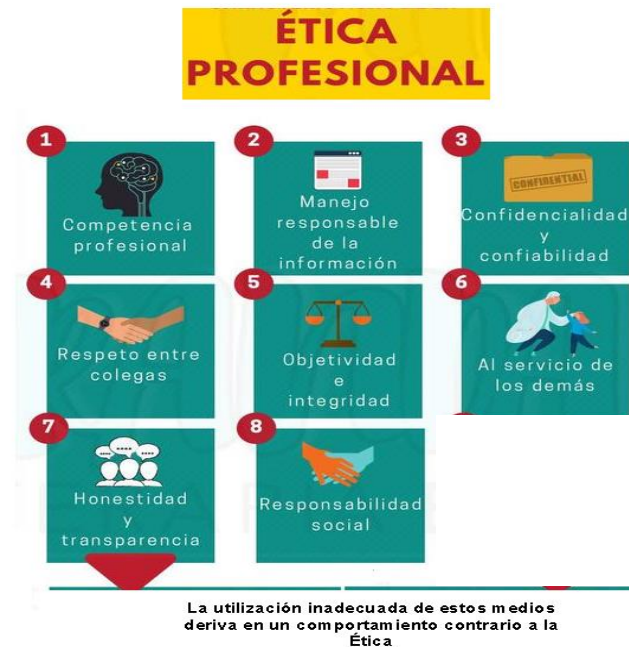 ÉTICA
PROFESIONAL
1
Competencia
profesional
2
Manejo
responsable
de la
información
3
CONFIDENTIAL
Confidencialidad
y
confiabilidad
4
Respeto entre
colegas
5
Objetividad
e
integridad
6
Al servicio de
los demás
7
Honestidad
y
transparencia
8
Responsabilidad
social
La utilización inadecuada de estos medios
deriva en un comportamiento contrario a la
Ética